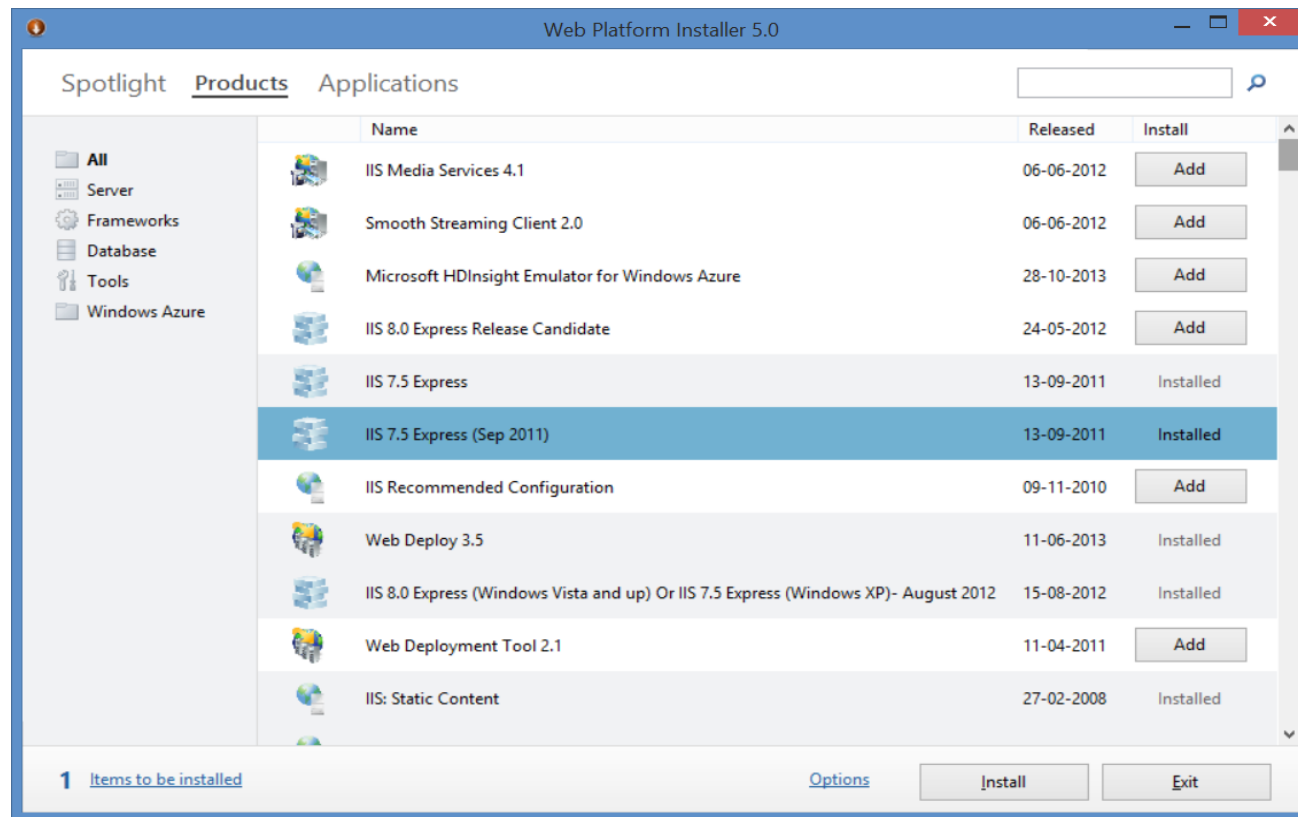 Web Platform Installer 5.0
Spotlight Products Applications
Name Released Install
All
Server
Frameworks
Database
Tools
Windows Azure
IIS Media Services 4.1 06-06-2012 Add
Smooth Streaming Client 2.0 06-06-2012 Add
Microsoft HDInsight Emulator for Windows Azure 28-10-2013 Add
IIS 8.0 Express Release Candidate 24-05-2012 Add
IIS 7.5 Express 13-09-2011 Installed
IIS 7.5 Express (Sep 2011) 13-09-2011 Installed
IIS Recommended Configuration 09-11-2010 Add
Web Deploy 3.5 11-06-2013 Installed
IIS 8.0 Express (Windows Vista and up) Or IIS 7.5 Express (Windows XP)- August 2012 15-08-2012 Installed
Web Deployment Tool 2.1 11-04-2011 Add
IIS: Static Content 27-02-2008 Installed
1 Items to be installed Options Install Exit